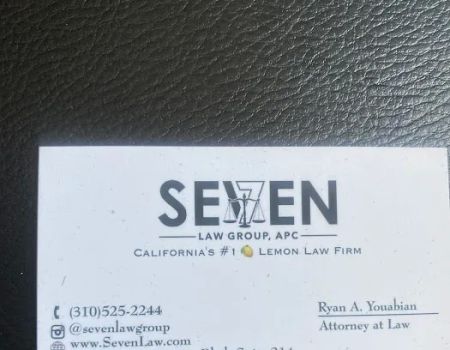 SEVEN
LAW GROUP, APC
CALIFORNIA'S #1 LEMON LAW FIRM
(310)525-2244
Ryan A. Youabian
@sevenlawgroup
Attorney at Law
www.SevenLaw.com